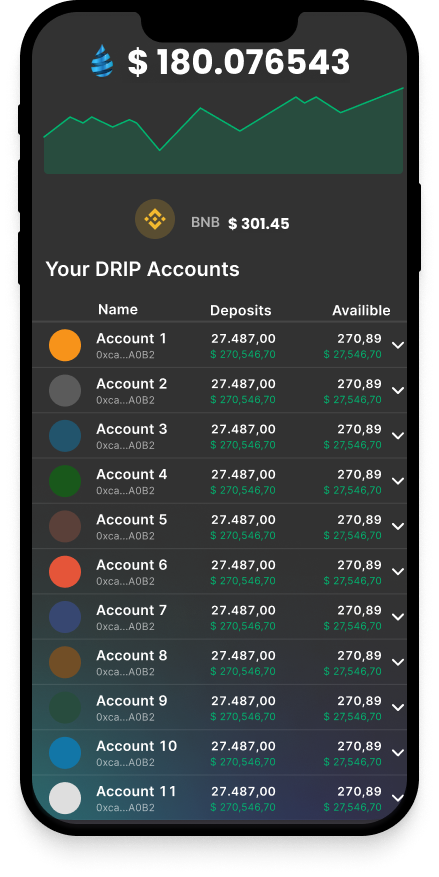 $ 180.076543
BNB $ 301.45
Your DRIP Accounts
Name Deposits Availible
Account 1 27.487,00 270,89
0xca...A0B2 $ 270,546,70 $ 27,546,70
Account 2 27.487,00 270,89
0xca...A0B2 $ 270,546,70 $ 27,546,70
Account 3 27.487,00 270,89
0xca...A0B2 $ 270,546,70 $ 27,546,70
Account 4 27.487,00 270,89
0xca...A0B2 $ 270,546,70 $ 27,546,70
Account 5 27.487,00 270,89
0xca...A0B2 $ 270,546,70 $ 27,546,70
Account 6 27.487,00 270,89
0xca...A0B2 $ 270,546,70 $ 27,546,70
Account 7 27.487,00 270,89
0xca...A0B2 $ 270,546,70 $ 27,546,70
Account 8 27.487,00 270,89
0xca...A0B2 $ 270,546,70 $ 27,546,70
Account 9 27.487,00 270,89
0xca...A0B2 $ 270,546,70 $ 27,546,70
Account 10 27.487,00 270,89
0xca...A0B2 $ 270,546,70 $ 27,546,70
Account 11 27.487,00 270,89
0xca...A0B2 $ 270,546,70 $ 27,546,70